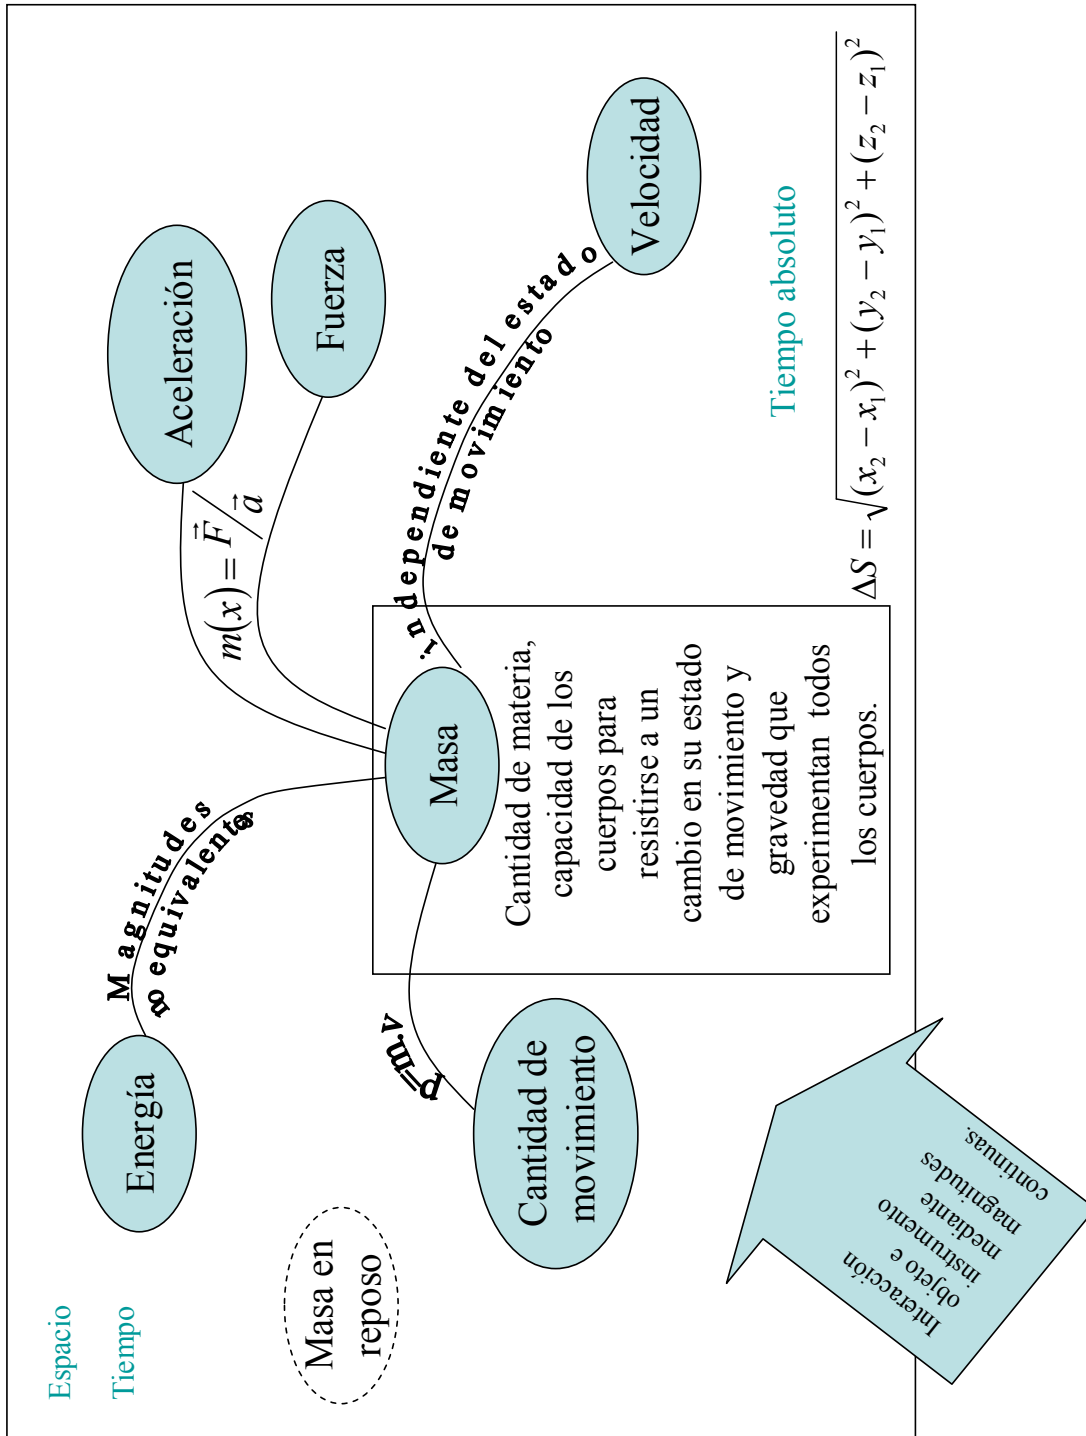 Espacio
Tiempo
Energía
Magnitudes
no equivalentes
Aceleración
m(x) = F⃗ / a⃗
Fuerza
Masa en
reposo
Cantidad de
movimiento
p=m.v
Masa
independiente del estado
de movimiento
Velocidad
Cantidad de materia,
capacidad de los
cuerpos para
resistirse a un
cambio en su estado
de movimiento y
gravedad que
experimentan todos
los cuerpos.
Tiempo absoluto
ΔS = √(x₂ − x₁)² + (y₂ − y₁)² + (z₂ − z₁)²
Interacción
objeto e
instrumento
mediante
magnitudes
continuas.